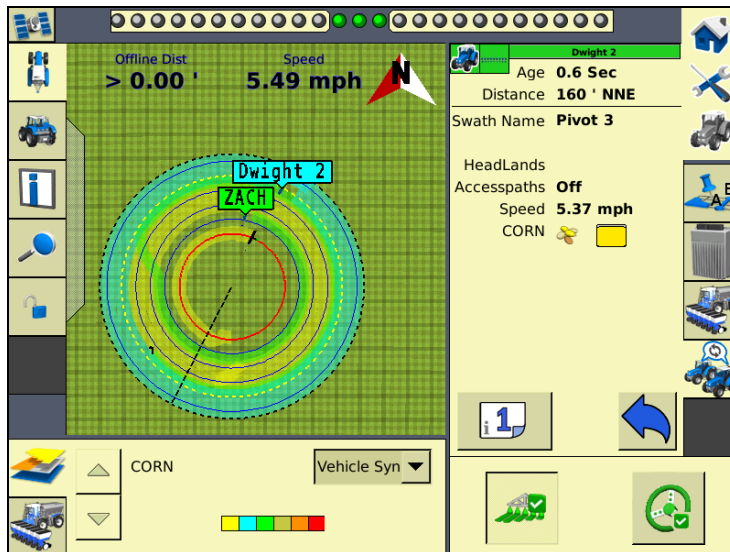 Offline Dist
> 0.00 '
Speed
5.49 mph
N
Dwight 2
ZACH
Dwight 2
Age 0.6 Sec
Distance 160 ' NNE
Swath Name Pivot 3
HeadLands
Accesspaths Off
Speed 5.37 mph
CORN
A
i 1
CORN
Vehicle Syn